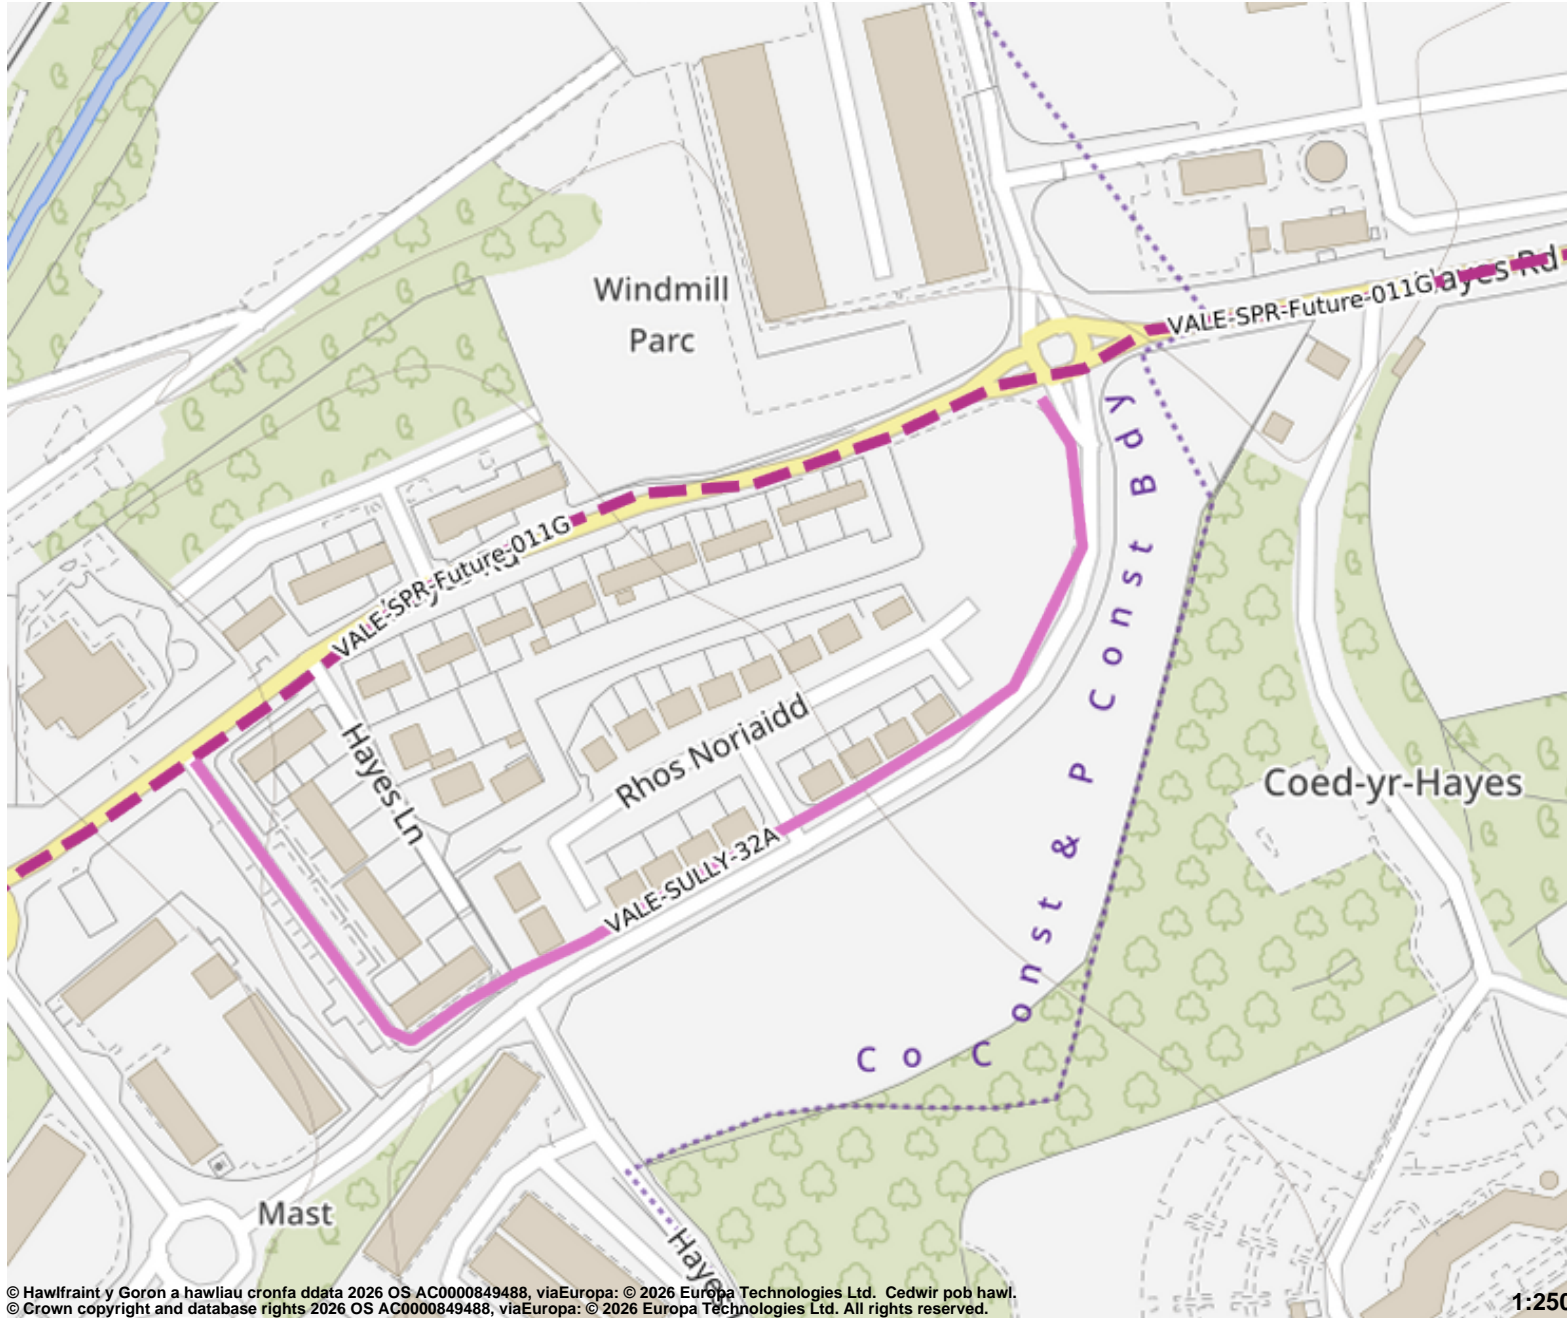 Windmill
Parc
VALE-SPR-Future-011G
Hayes Rd
VALE-SPR-Future-011G
Hayes Ln
Rhos Noriaidd
VALE-SULLY-32A
Coed-yr-Hayes
Co Const & P Const Bdy
C
Mast
Hayes
© Hawlfraint y Goron a hawliau cronfa ddata 2026 OS AC0000849488, viaEuropa: © 2026 Europa Technologies Ltd. Cedwir pob hawl.
© Crown copyright and database rights 2026 OS AC0000849488, viaEuropa: © 2026 Europa Technologies Ltd. All rights reserved.
1:250